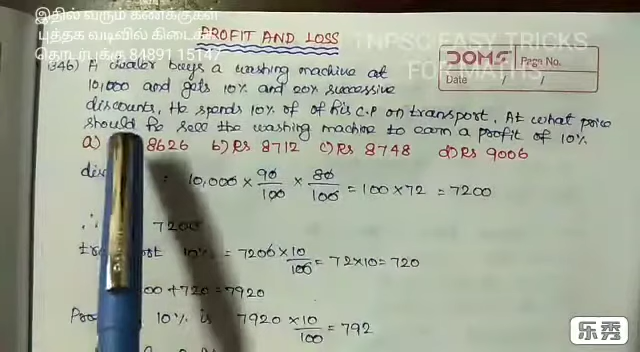 இதில் வரும் கணக்குகள்
புத்தக வடிவில் கிடைக்க
தொடர்புக்கு 84891 15147
PROFIT AND LOSS
TNPSC EASY TRICKS
FOR MATHS
DOMS
Page No.
Date / /
346) A dealer buys a washing machine at
10,000 and gets 10% and 20% successive
discounts. He spends 10% of of his C.P on transport. At what price
should he sell the washing machine to earn a profit of 10%
a) 8626 b) Rs 8712 c) Rs 8748 d) Rs 9006
= 10,000 × 90/100 × 80/100 = 100 × 72 = 7200
∴ 7200
10% = 7200 × 10/100 = 72 × 10 = 720
00 + 720 = 7920
10% is 7920 × 10/100 = 792
乐秀